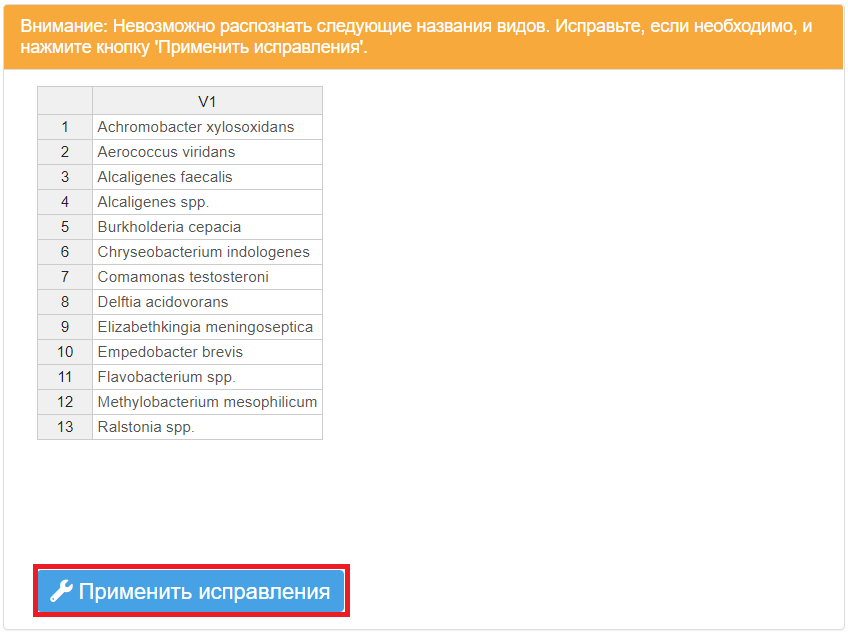 Внимание: Невозможно распознать следующие названия видов. Исправьте, если необходимо, и
нажмите кнопку 'Применить исправления'.
V1
1 Achromobacter xylosoxidans
2 Aerococcus viridans
3 Alcaligenes faecalis
4 Alcaligenes spp.
5 Burkholderia cepacia
6 Chryseobacterium indologenes
7 Comamonas testosteroni
8 Delftia acidovorans
9 Elizabethkingia meningoseptica
10 Empedobacter brevis
11 Flavobacterium spp.
12 Methylobacterium mesophilicum
13 Ralstonia spp.
Применить исправления